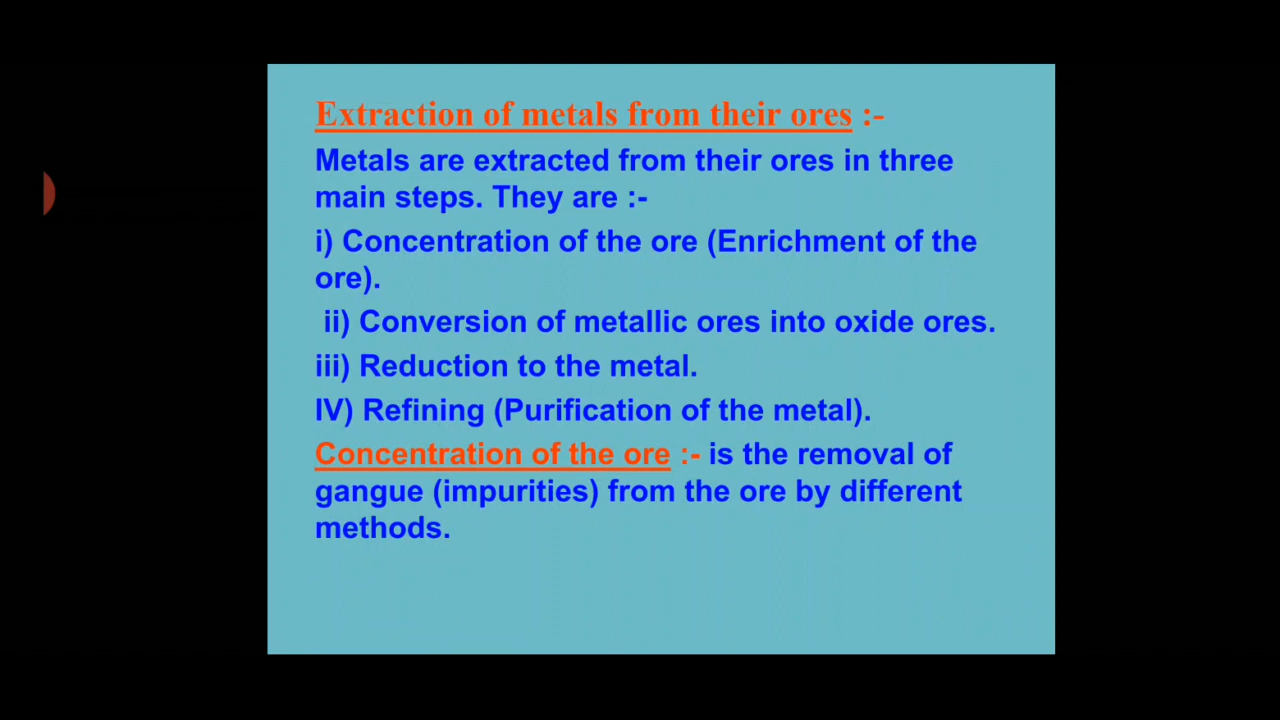 Extraction of metals from their ores :-
Metals are extracted from their ores in three
main steps. They are :-
i) Concentration of the ore (Enrichment of the
ore).
ii) Conversion of metallic ores into oxide ores.
iii) Reduction to the metal.
IV) Refining (Purification of the metal).
Concentration of the ore :- is the removal of
gangue (impurities) from the ore by different
methods.